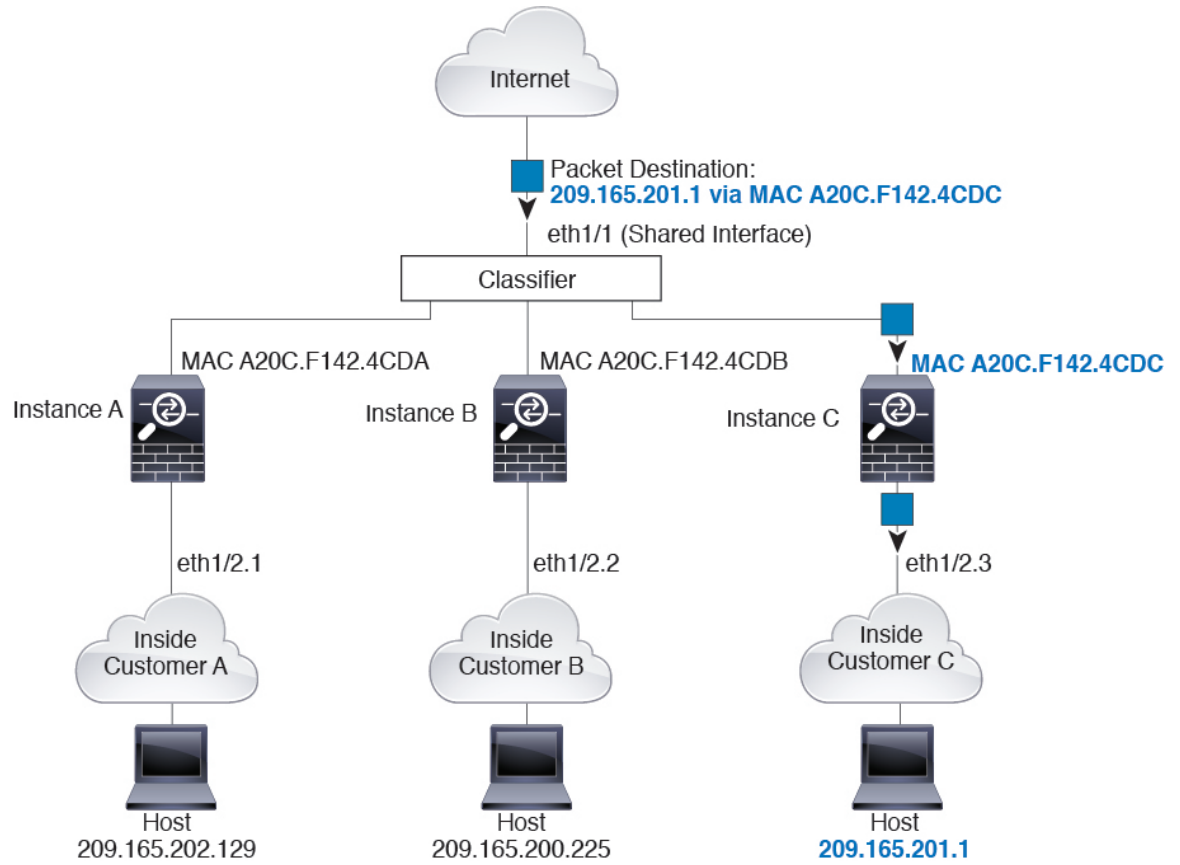 Internet
Packet Destination:
209.165.201.1 via MAC A20C.F142.4CDC
eth1/1 (Shared Interface)
Classifier
MAC A20C.F142.4CDA
MAC A20C.F142.4CDB
MAC A20C.F142.4CDC
Instance A
Instance B
Instance C
eth1/2.1
eth1/2.2
eth1/2.3
Inside
Customer A
Inside
Customer B
Inside
Customer C
Host
209.165.202.129
Host
209.165.200.225
Host
209.165.201.1